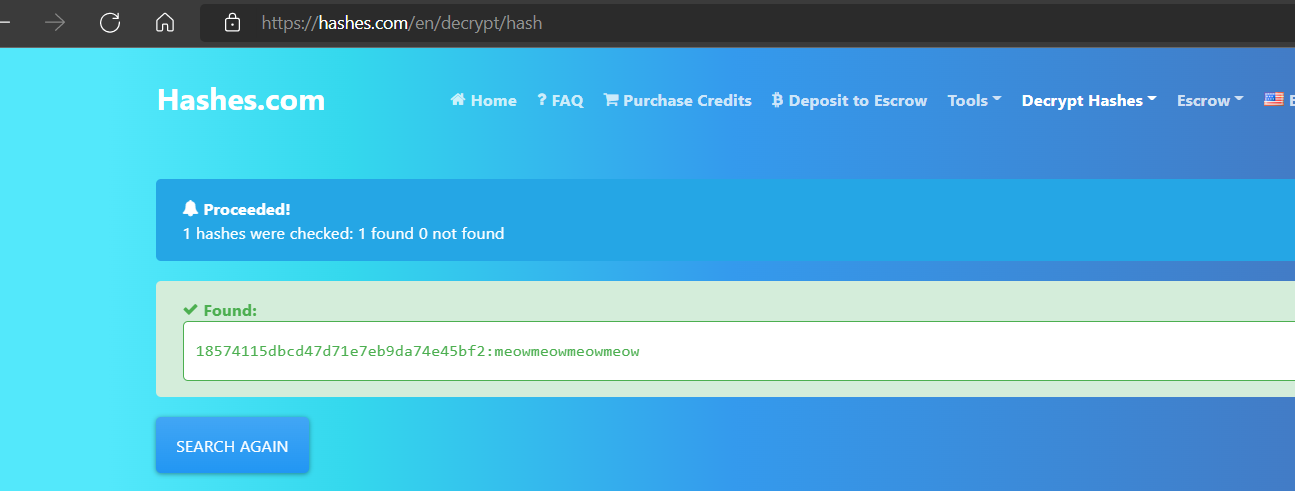 https://hashes.com/en/decrypt/hash
Hashes.com
Home ? FAQ Purchase Credits Deposit to Escrow Tools Decrypt Hashes Escrow
Proceeded!
1 hashes were checked: 1 found 0 not found
Found:
18574115dbcd47d71e7eb9da74e45bf2:meowmeowmeowmeow
SEARCH AGAIN